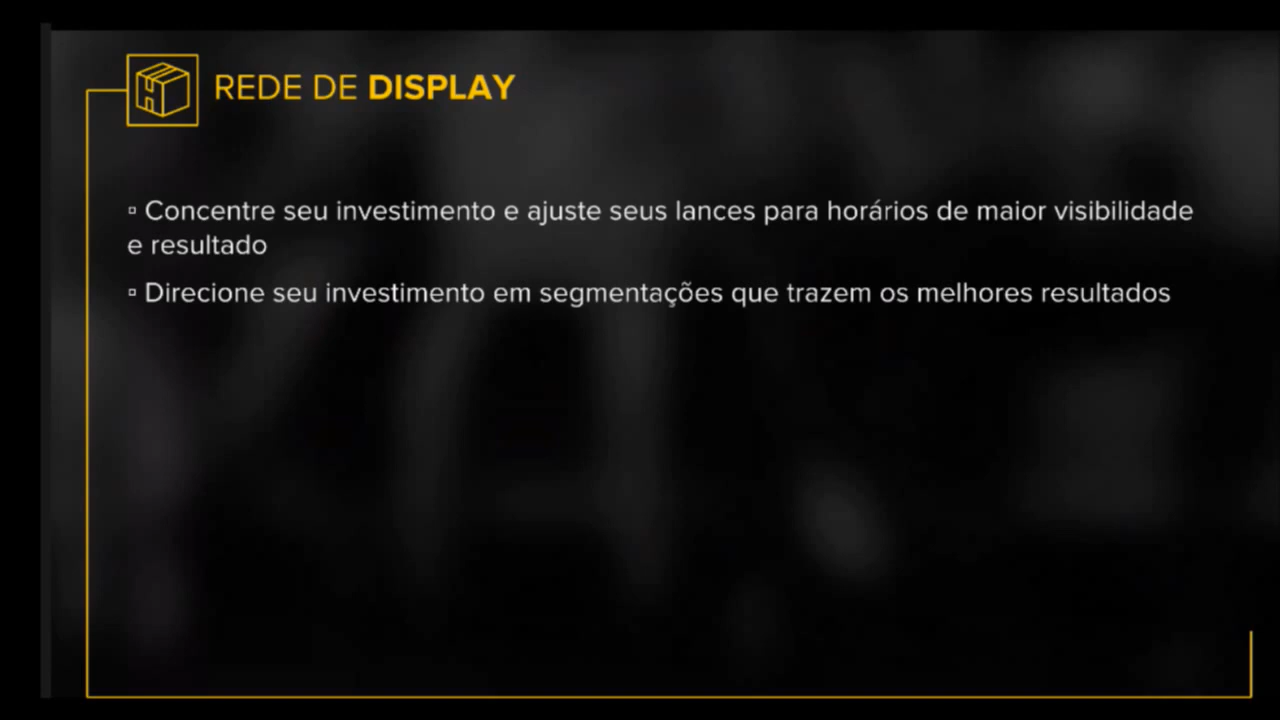 REDE DE DISPLAY
▫ Concentre seu investimento e ajuste seus lances para horários de maior visibilidade
e resultado
▫ Direcione seu investimento em segmentações que trazem os melhores resultados